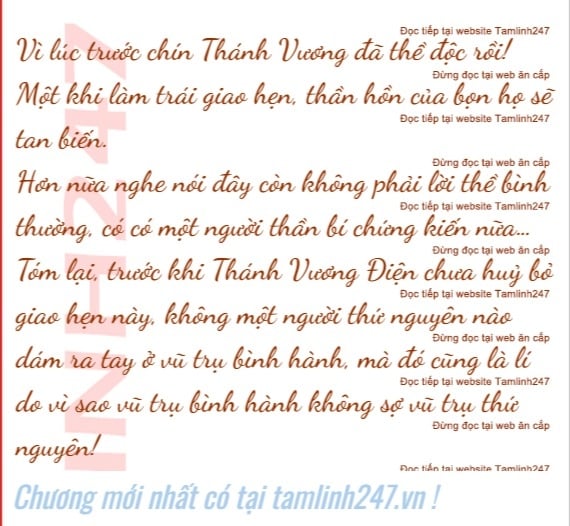 Đọc tiếp tại website Tamlinh247
Vì lúc trước chín Thánh Vương đã thề độc rồi!
Đừng đọc tại web ăn cắp
Một khi làm trái giao hẹn, thần hồn của bọn họ sẽ
Đọc tiếp tại website Tamlinh247
tan biến.
Đừng đọc tại web ăn cắp
Hơn nữa nghe nói đây còn không phải lời thề bình
Đọc tiếp tại website Tamlinh247
thường, có có một người thần bí chứng kiến nữa...
Đừng đọc tại web ăn cắp
Tóm lại, trước khi Thánh Vương Điện chưa huỷ bỏ
Đọc tiếp tại website Tamlinh247
giao hẹn này, không một người thứ nguyên nào
Đừng đọc tại web ăn cắp
dám ra tay ở vũ trụ bình hành, mà đó cũng là lí
Đọc tiếp tại website Tamlinh247
do vì sao vũ trụ bình hành không sợ vũ trụ thứ
Đừng đọc tại web ăn cắp
nguyên!
Đọc tiếp tại website Tamlinh247
INH247
Chương mới nhất có tại tamlinh247.vn !